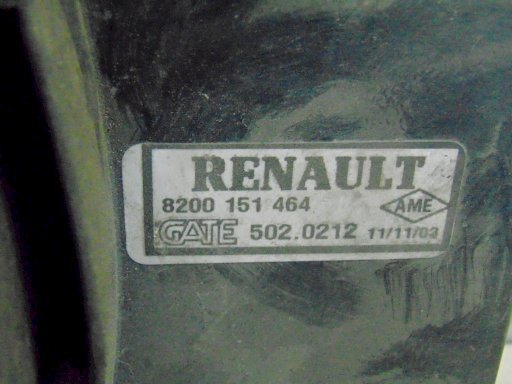 RENAULT
8200 151 464 AME
GATE 502.0212 11/11/03